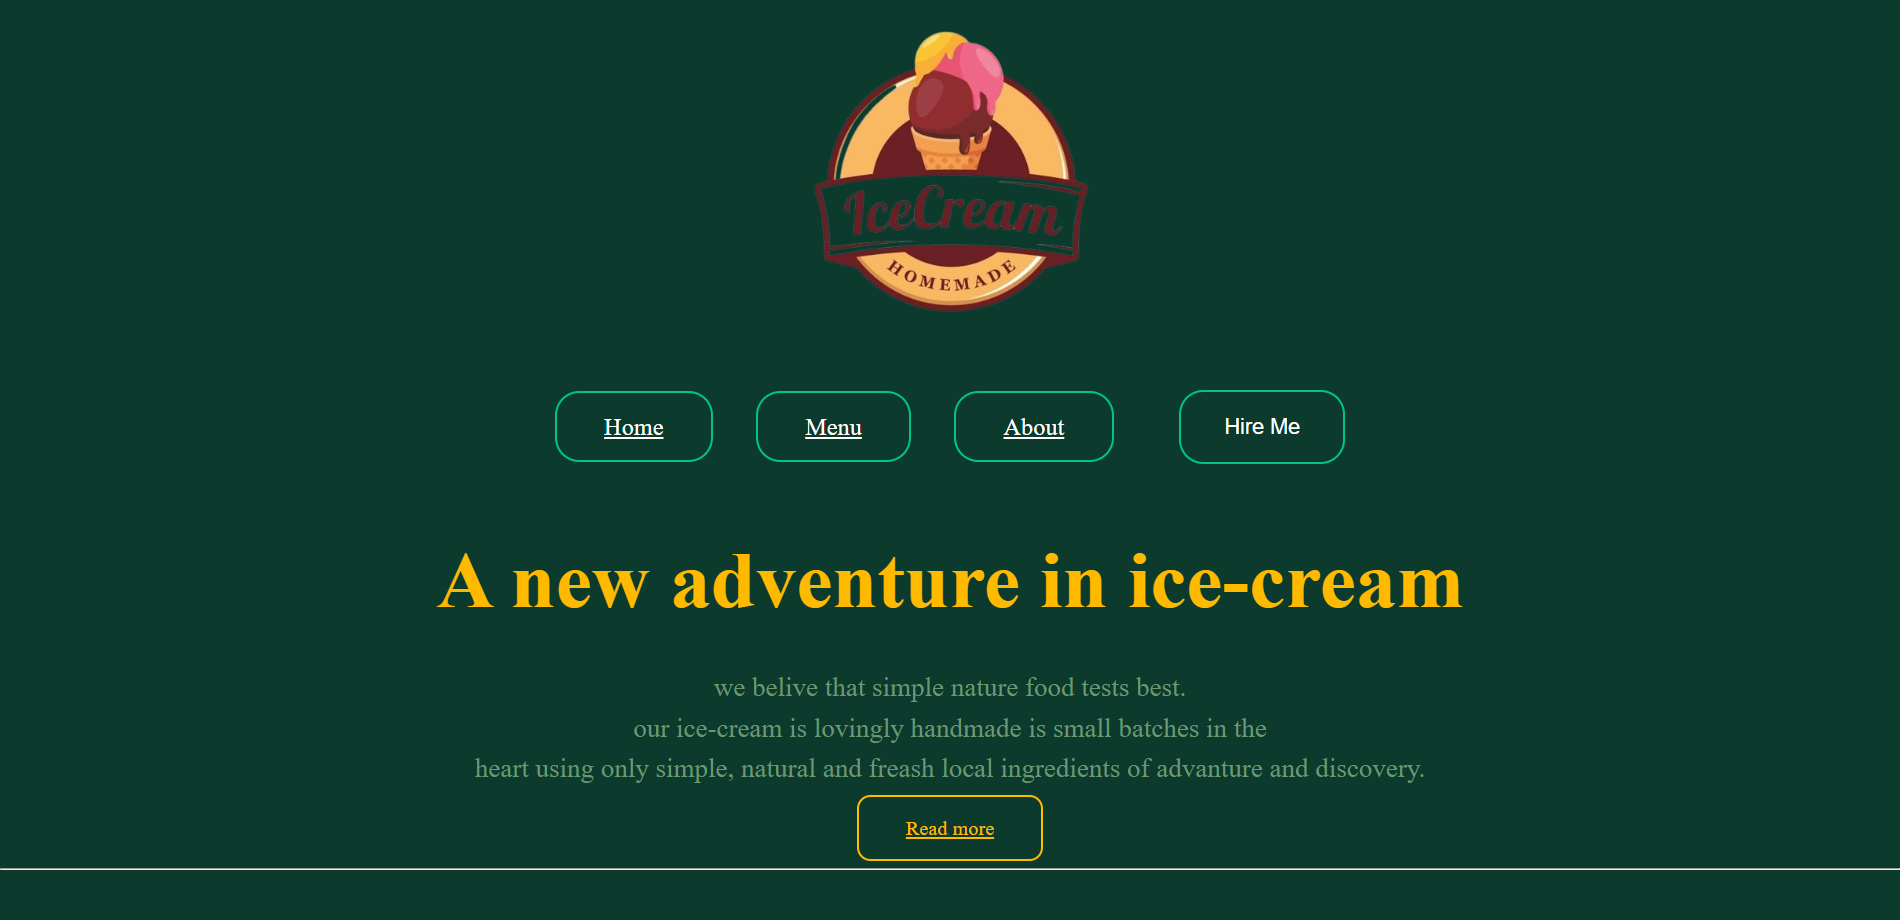 IceCream
HOMEMADE
Home Menu About Hire Me
A new adventure in ice-cream
we belive that simple nature food tests best.
our ice-cream is lovingly handmade is small batches in the
heart using only simple, natural and freash local ingredients of advanture and discovery.
Read more